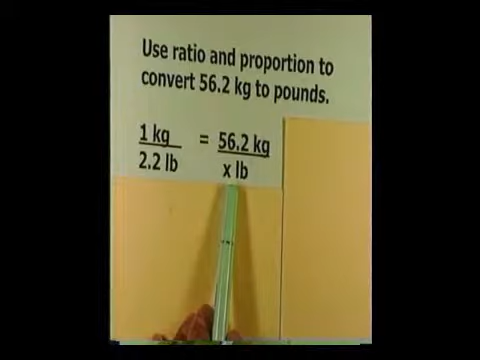 Use ratio and proportion to
convert 56.2 kg to pounds.
1 kg = 56.2 kg
2.2 lb x lb